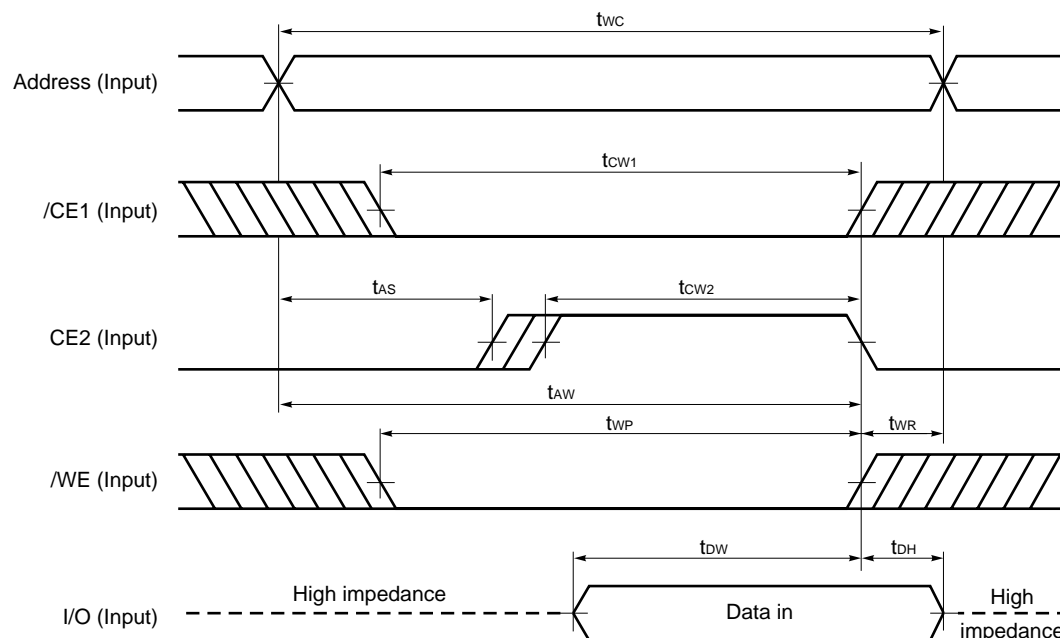 tWC
Address (Input)
tCW1
/CE1 (Input)
tAS
tCW2
CE2 (Input)
tAW
tWP
tWR
/WE (Input)
tDW
tDH
High impedance
Data in
High
impedance
I/O (Input)